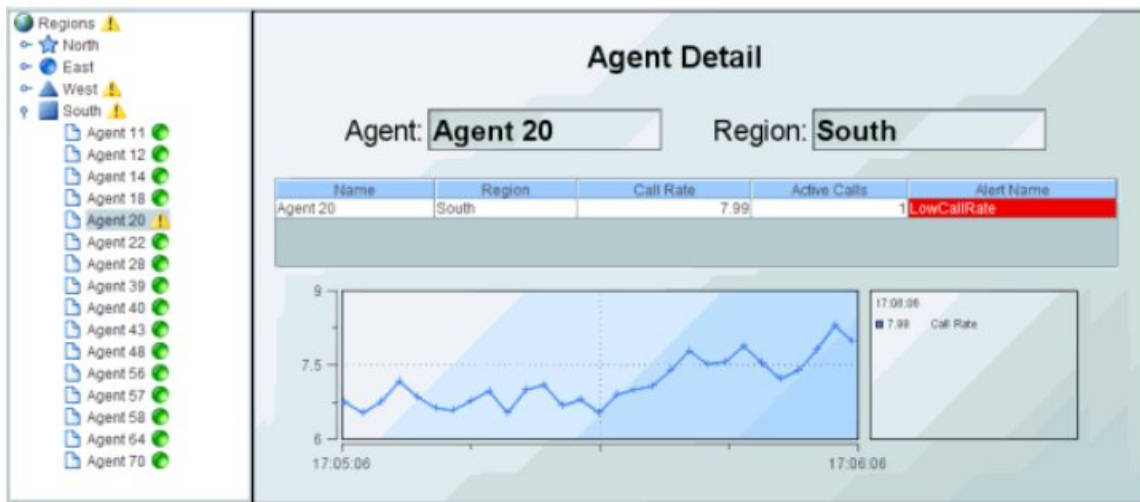 Regions
North
East
West
South
Agent 11
Agent 12
Agent 14
Agent 18
Agent 20
Agent 22
Agent 28
Agent 39
Agent 40
Agent 43
Agent 48
Agent 56
Agent 57
Agent 58
Agent 64
Agent 70
Agent Detail
Agent: Agent 20 Region: South
Name Region Call Rate Active Calls Alert Name
Agent 20 South 7.99 1 LowCallRate
9
7.5
6
17:05:06 17:06:06
17:06:06
7.99 Call Rate